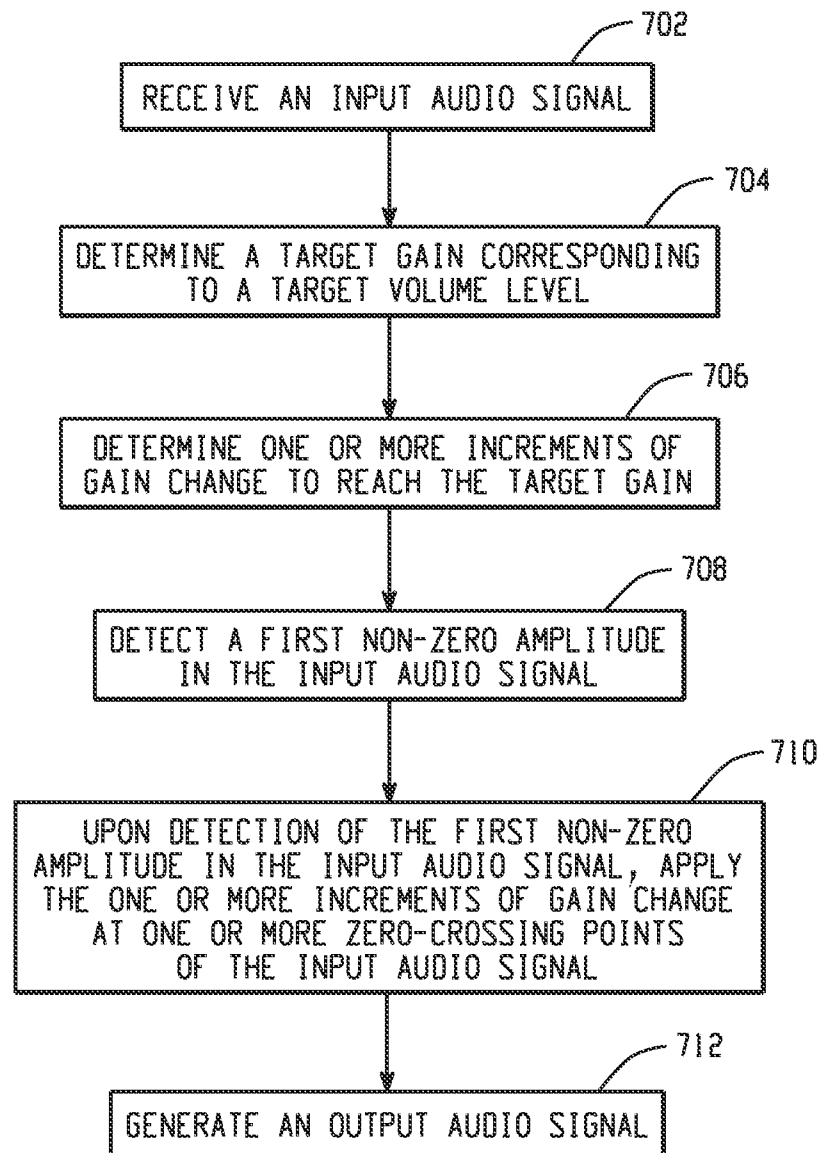 702
RECEIVE AN INPUT AUDIO SIGNAL
704
DETERMINE A TARGET GAIN CORRESPONDING
TO A TARGET VOLUME LEVEL
706
DETERMINE ONE OR MORE INCREMENTS OF
GAIN CHANGE TO REACH THE TARGET GAIN
708
DETECT A FIRST NON-ZERO AMPLITUDE
IN THE INPUT AUDIO SIGNAL
710
UPON DETECTION OF THE FIRST NON-ZERO
AMPLITUDE IN THE INPUT AUDIO SIGNAL, APPLY
THE ONE OR MORE INCREMENTS OF GAIN CHANGE
AT ONE OR MORE ZERO-CROSSING POINTS
OF THE INPUT AUDIO SIGNAL
712
GENERATE AN OUTPUT AUDIO SIGNAL